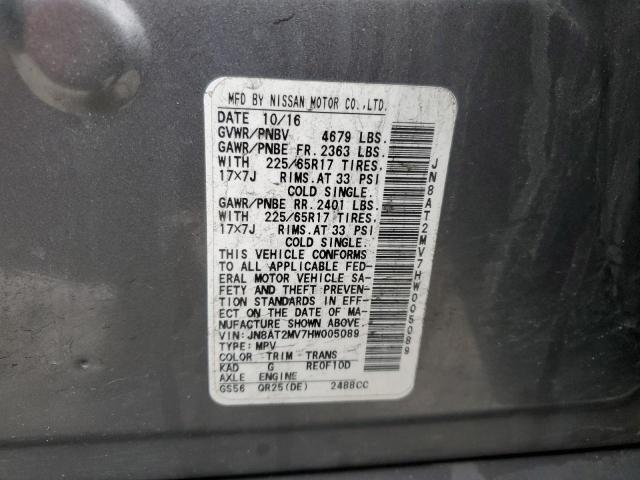 MFD BY NISSAN MOTOR CO.,LTD.
DATE 10/16
GVWR/PNBV 4679 LBS.
GAWR/PNBE FR. 2363 LBS.
WITH 225/65R17 TIRES.
17×7J RIMS. AT 33 PSI
COLD SINGLE.
GAWR/PNBE RR. 2401 LBS.
WITH 225/65R17 TIRES.
17×7J RIMS. AT 33 PSI
COLD SINGLE.
THIS VEHICLE CONFORMS
TO ALL APPLICABLE FED-
ERAL MOTOR VEHICLE SA-
FETY AND THEFT PREVEN-
TION STANDARDS IN EFF-
ECT ON THE DATE OF MA-
NUFACTURE SHOWN ABOVE.
VIN: JN8AT2MV7HW005089
TYPE: MPV
COLOR TRIM TRANS
KAD G RE0F10D
AXLE ENGINE
GS56 QR25(DE) 2488CC
JN8AT2MV7HW005089